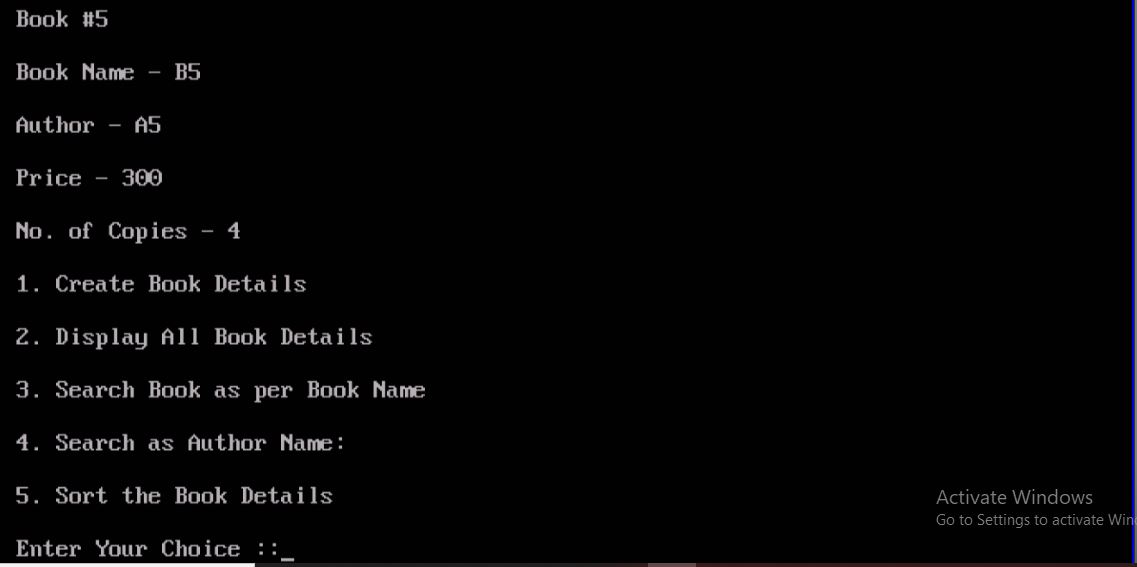 Book #5
Book Name - B5
Author - A5
Price - 300
No. of Copies - 4
1. Create Book Details
2. Display All Book Details
3. Search Book as per Book Name
4. Search as Author Name:
5. Sort the Book Details
Enter Your Choice ::_
Activate Windows
Go to Settings to activate Win